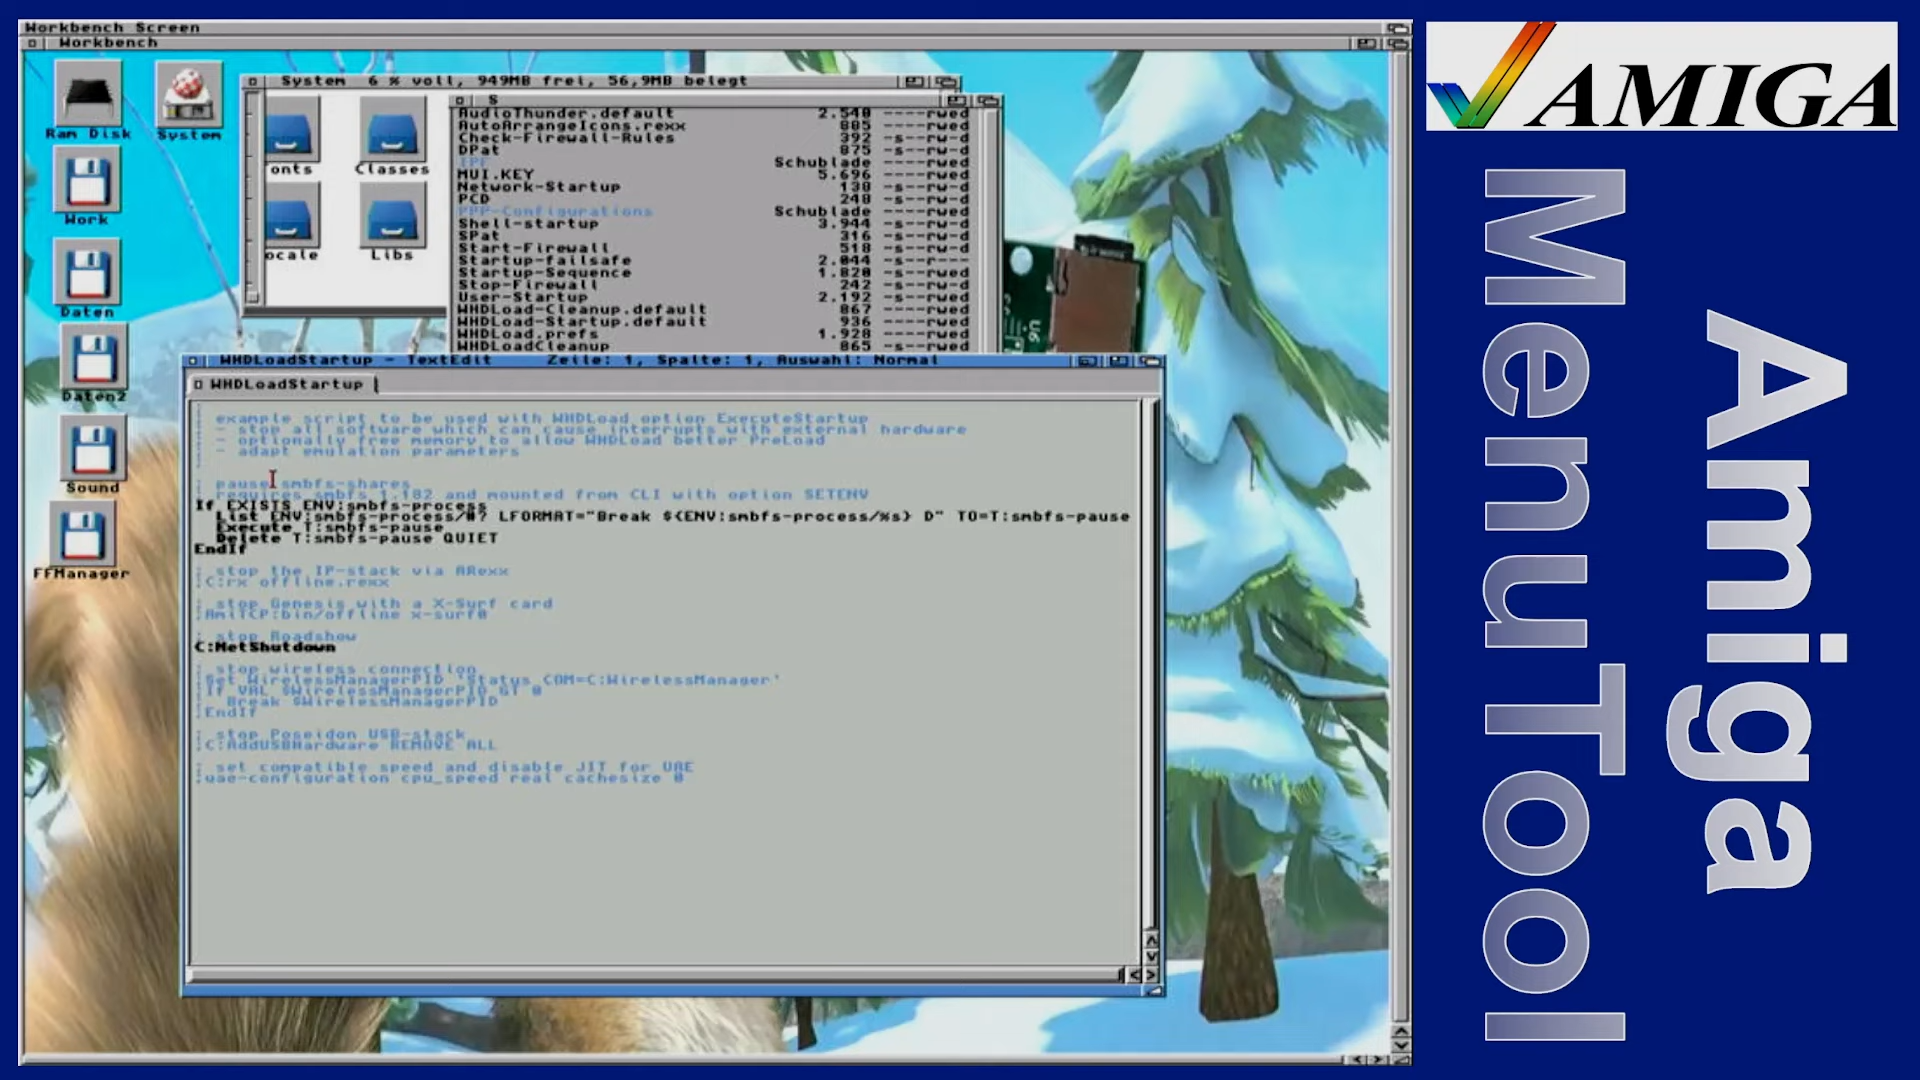 Workbench Screen
Workbench
Ram Disk
System
Work
Daten
Daten2
Sound
FFManager
System 6 % voll, 949MB frei, 56,9MB belegt
onts
Classes
ocale
Libs
S
AudioThunder.default 2.540 ----rwed
AutoArrangeIcons.rexx 885 ----rwed
Check-Firewall-Rules 392 -s--rw-d
DPat 875 -s--rw-d
IPF Schublade ----rwed
MUI.KEY 5.696 ----rwed
Network-Startup 138 -s--rw-d
PCD 248 -s--rw-d
PPP-Configurations Schublade ----rwed
Shell-startup 3.944 -s--rw-d
SPat 316 -s--rw-d
Start-Firewall 518 -s--rw-d
Startup-failsafe 2.044 -s--r----
Startup-Sequence 1.820 -s--rwed
Stop-Firewall 242 -s--rw-d
User-Startup 2.192 -s--rwed
WHDLoad-Cleanup.default 867 -s--rwed
WHDLoad-Startup.default 936 -s--rwed
WHDLoad.prefs 1.928 ----rwed
WHDLoadCleanup 865 -s--rwed
WHDLoadStartup - TextEdit Zeile: 1, Spalte: 1, Auswahl: Normal
WHDLoadStartup
;
; example script to be used with WHDLoad option ExecuteStartup
; - stop all software which can cause interrupts with external hardware
; - optionally free memory to allow WHDLoad better PreLoad
; - adapt emulation parameters
;
; pause smbfs-shares
; requires smbfs 1.182 and mounted from CLI with option SETENV
If EXISTS ENV:smbfs-process
List ENV:smbfs-process/#? LFORMAT="Break ${ENV:smbfs-process/%s} D" TO=T:smbfs-pause
Execute T:smbfs-pause
Delete T:smbfs-pause QUIET
EndIf
; stop the IP-stack via ARexx
;C:rx offline.rexx
; stop Genesis with a X-Surf card
;AmiTCP:bin/offline x-surf0
; stop Roadshow
C:NetShutdown
; stop wireless connection
;Set WirelessManagerPID `Status COM=C:WirelessManager`
;If VAL $WirelessManagerPID GT 0
; Break $WirelessManagerPID
;EndIf
; stop Poseidon USB-stack
;C:AddUSBHardware REMOVE ALL
; set compatible speed and disable JIT for UAE
;uae-configuration cpu_speed real cachesize 0
AMIGA
Amiga
MenuTool